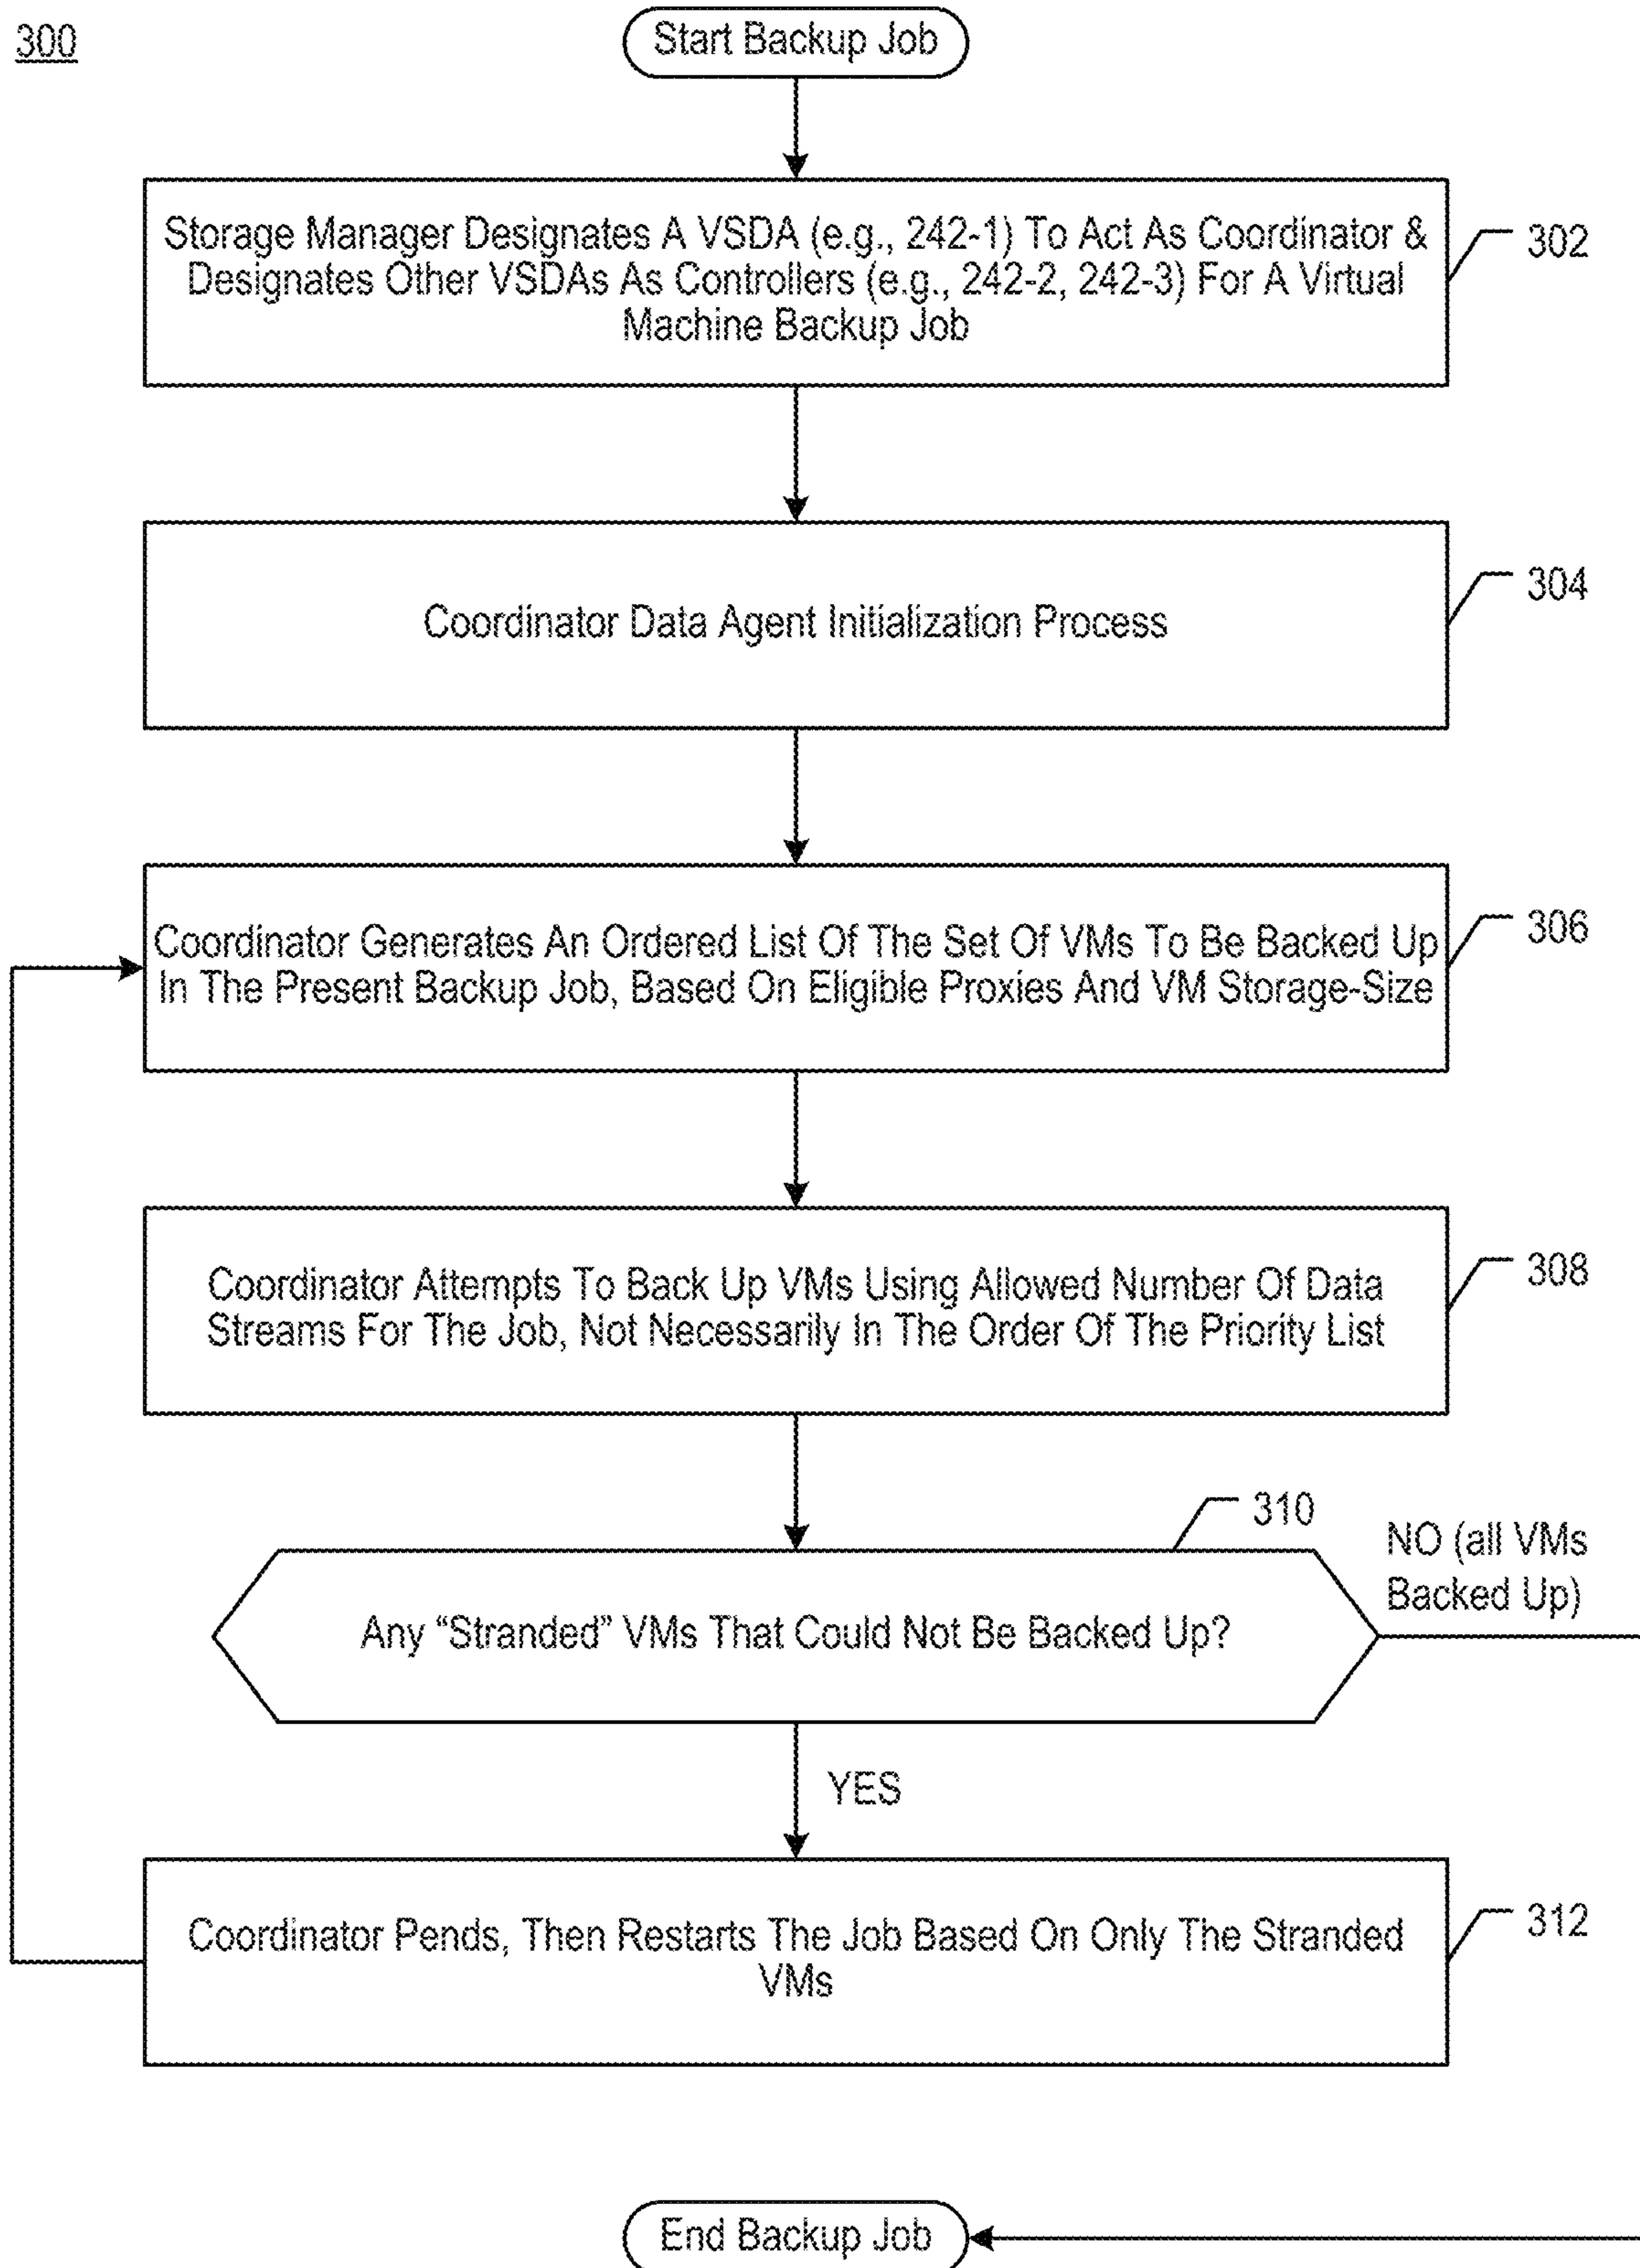 300
Start Backup Job
Storage Manager Designates A VSDA (e.g., 242-1) To Act As Coordinator &
Designates Other VSDAs As Controllers (e.g., 242-2, 242-3) For A Virtual
Machine Backup Job
302
Coordinator Data Agent Initialization Process
304
Coordinator Generates An Ordered List Of The Set Of VMs To Be Backed Up
In The Present Backup Job, Based On Eligible Proxies And VM Storage-Size
306
Coordinator Attempts To Back Up VMs Using Allowed Number Of Data
Streams For The Job, Not Necessarily In The Order Of The Priority List
308
310
Any “Stranded” VMs That Could Not Be Backed Up?
NO (all VMs
Backed Up)
YES
Coordinator Pends, Then Restarts The Job Based On Only The Stranded
VMs
312
End Backup Job